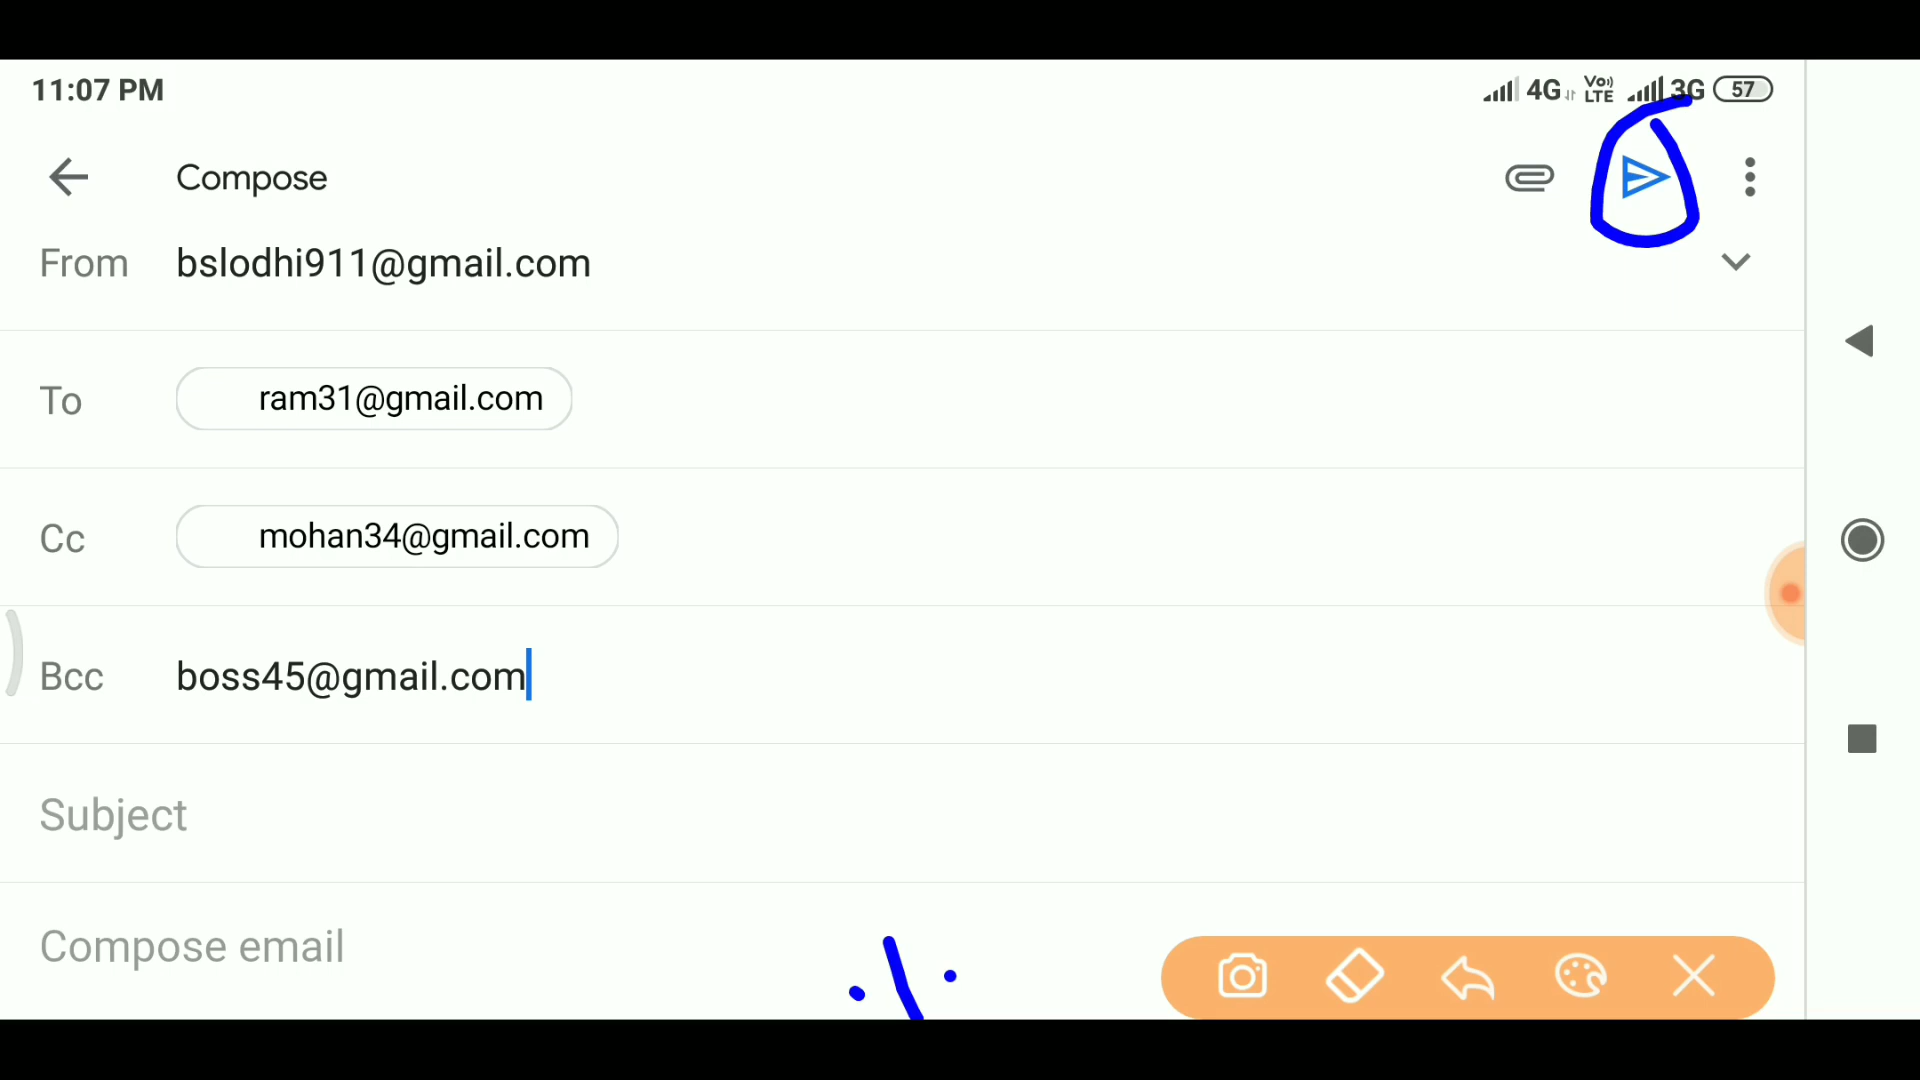 11:07 PM 4G Vo) LTE 3G 57
Compose
From bslodhi911@gmail.com
To ram31@gmail.com
Cc mohan34@gmail.com
Bcc boss45@gmail.com
Subject
Compose email